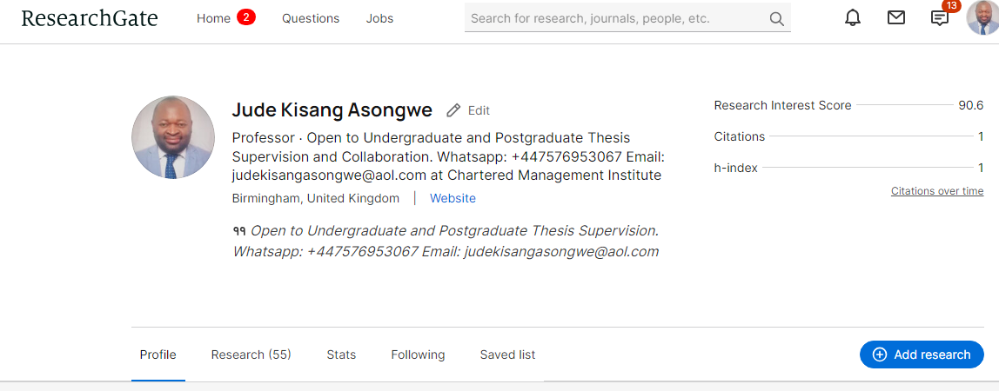 ResearchGate
Home 2
Questions
Jobs
Search for research, journals, people, etc.
13
Jude Kisang Asongwe
Edit
Professor · Open to Undergraduate and Postgraduate Thesis
Supervision and Collaboration. Whatsapp: +447576953067 Email:
judekisangasongwe@aol.com at Chartered Management Institute
Birmingham, United Kingdom | Website
Open to Undergraduate and Postgraduate Thesis Supervision.
Whatsapp: +447576953067 Email: judekisangasongwe@aol.com
Research Interest Score 90.6
Citations 1
h-index 1
Citations over time
Profile
Research (55)
Stats
Following
Saved list
Add research